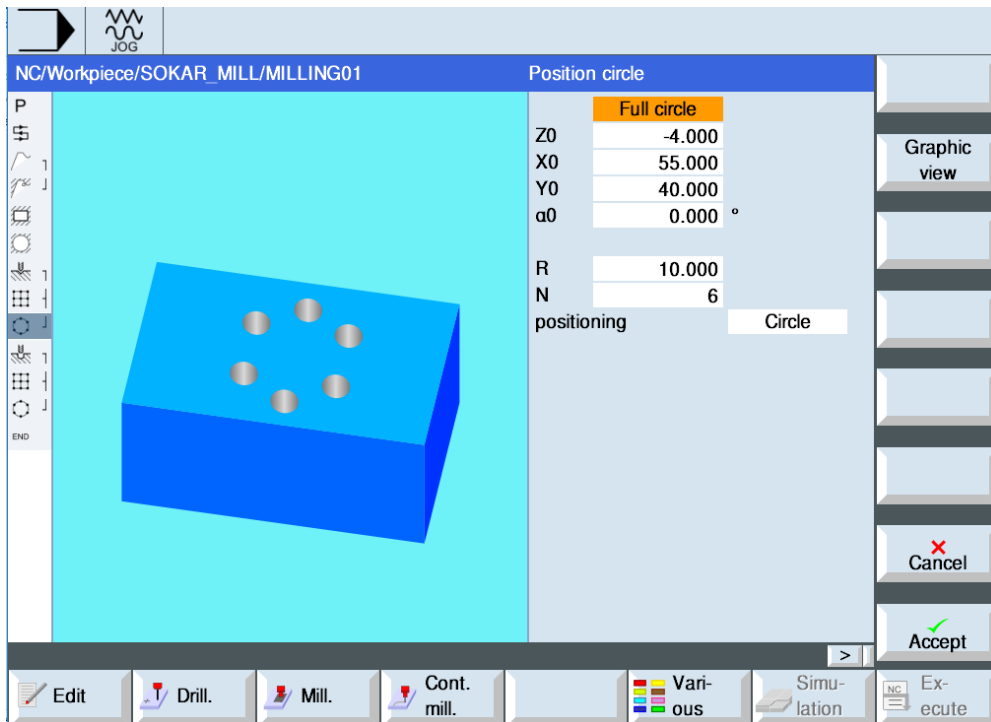 JOG
NC/Workpiece/SOKAR_MILL/MILLING01
Position circle
P
END
Full circle
Z0 -4.000
X0 55.000
Y0 40.000
α0 0.000 °
R 10.000
N 6
positioning Circle
Graphic
view
Cancel
Accept
>
Edit
Drill.
Mill.
Cont.
mill.
Vari-
ous
Simu-
lation
NC
Ex-
ecute